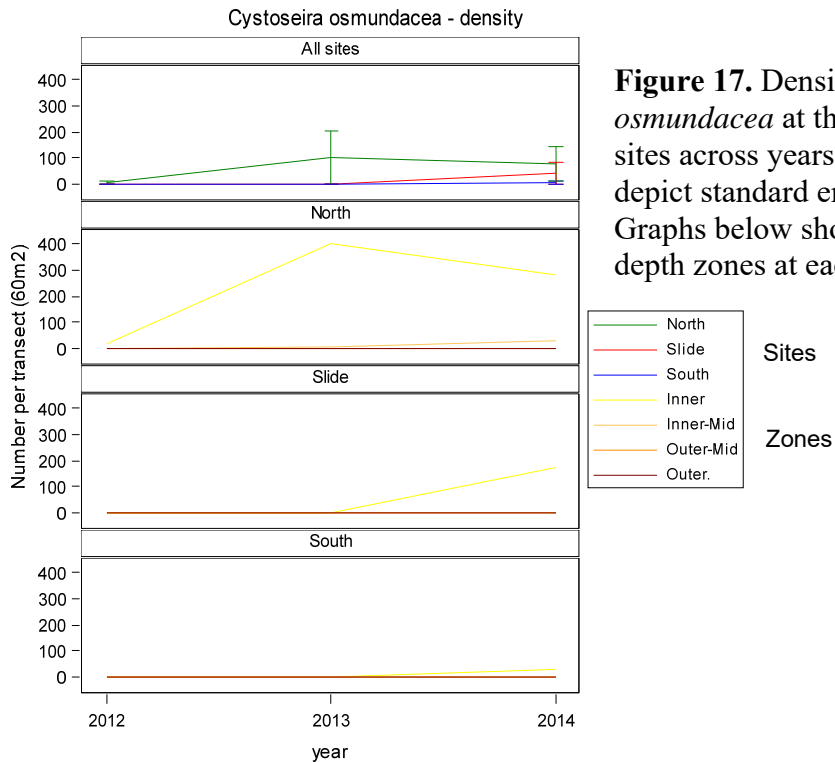 Cystoseira osmundacea - density
All sites
400
300
200
100
0
North
400
300
200
100
0
Slide
400
300
200
100
0
South
400
300
200
100
0
Number per transect (60m2)
2012 2013 2014
year
Figure 17. Densi
osmundacea at th
sites across years
depict standard er
Graphs below sho
depth zones at eac
North
Slide
South
Inner
Inner-Mid
Outer-Mid
Outer.
Sites
Zones